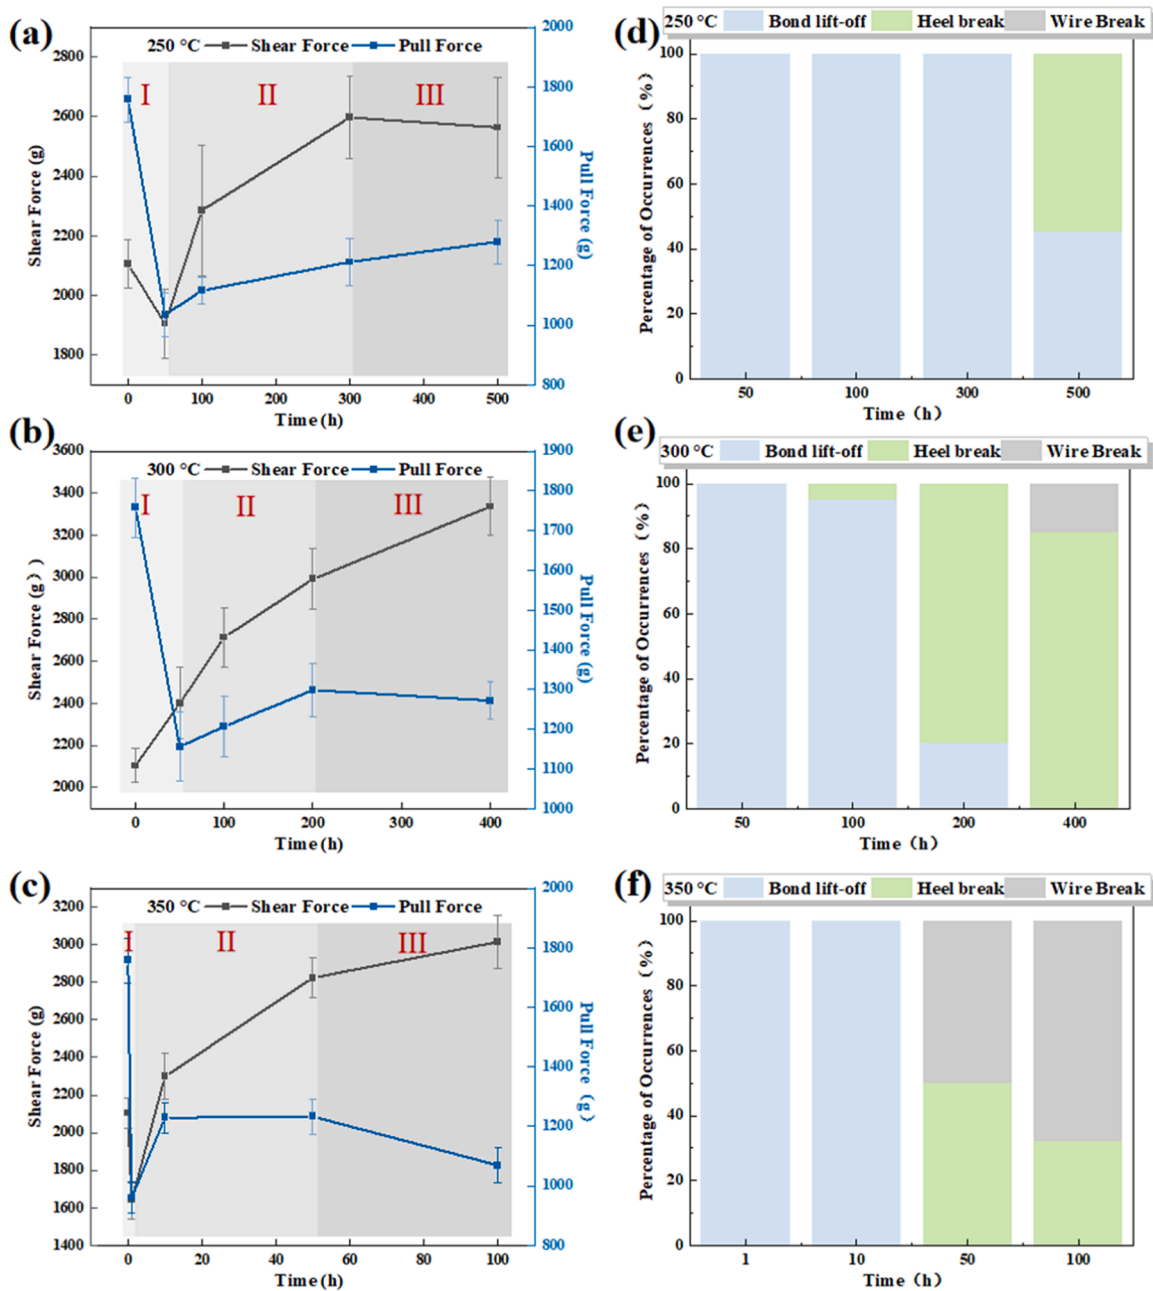 (a)
250 °C Shear Force Pull Force
I II III
2800
2600
2400
2200
2000
1800
Shear Force (g)
2000
1800
1600
1400
1200
1000
800
Pull Force (g)
0 100 200 300 400 500
Time (h)
(d)
250 °C Bond lift-off Heel break Wire Break
100
80
60
40
20
0
Percentage of Occurrences (%)
50 100 300 500
Time (h)
(b)
300 °C Shear Force Pull Force
I II III
3600
3400
3200
3000
2800
2600
2400
2200
2000
Shear Force (g))
1900
1800
1700
1600
1500
1400
1300
1200
1100
1000
Pull Force (g)
0 100 200 300 400
Time (h)
(e)
300 °C Bond lift-off Heel break Wire Break
100
80
60
40
20
0
Percentage of Occurrences (%)
50 100 200 400
Time (h)
(c)
350 °C Shear Force Pull Force
I II III
3200
3000
2800
2600
2400
2200
2000
1800
1600
1400
Shear Force (g)
2000
1800
1600
1400
1200
1000
800
Pull Force (g)
0 20 40 60 80 100
Time (h)
(f)
350 °C Bond lift-off Heel break Wire Break
100
80
60
40
20
0
Percentage of Occurrences (%)
1 10 50 100
Time (h)